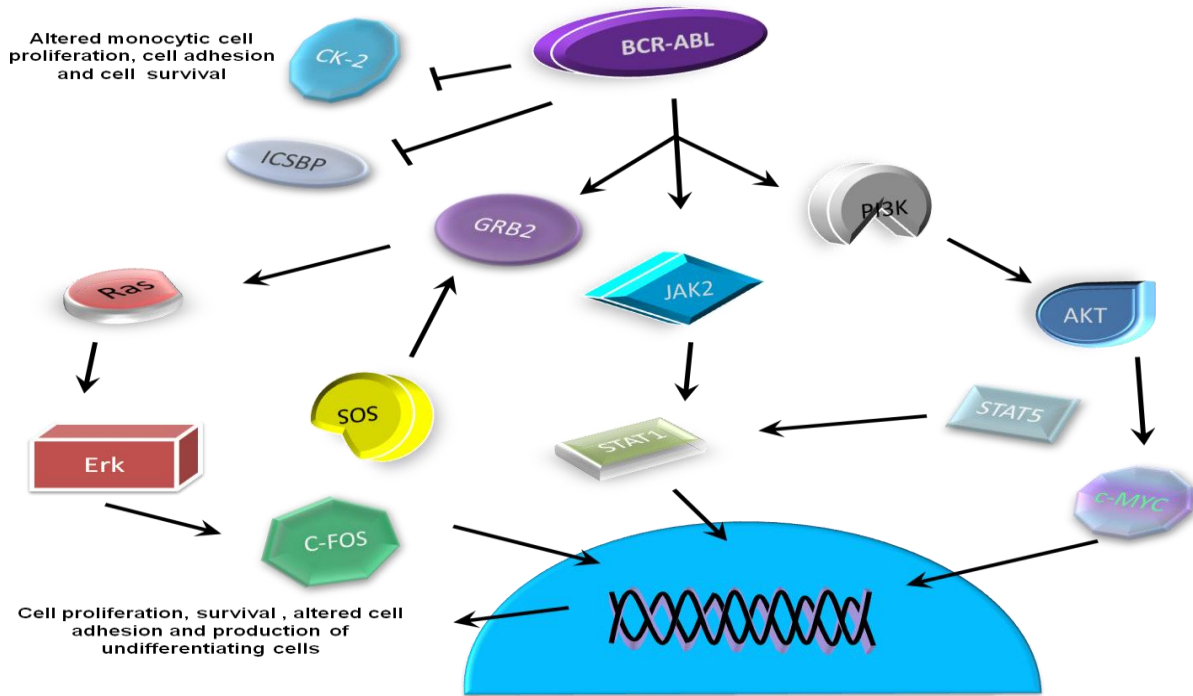 Altered monocytic cell
proliferation, cell adhesion
and cell survival
CK-2
BCR-ABL
ICSBP
GRB2
PI3K
Ras
JAK2
AKT
SOS
STAT1
STAT5
Erk
C-FOS
c-MYC
Cell proliferation, survival , altered cell
adhesion and production of
undifferentiating cells